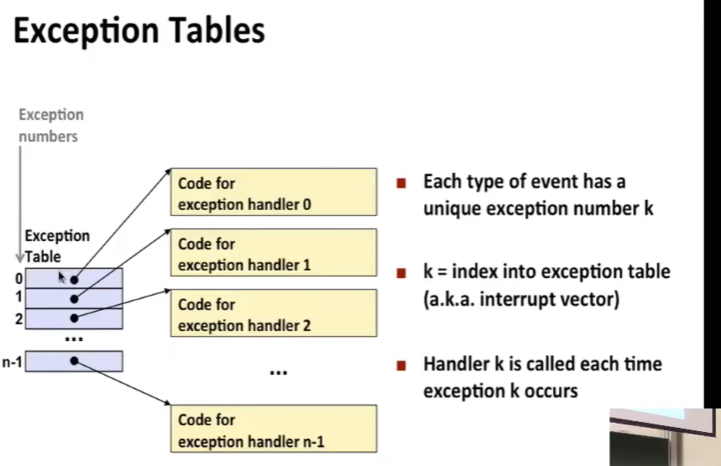 Exception Tables
Exception
numbers
Exception
Table
0
1
2
...
n-1
Code for
exception handler 0
Code for
exception handler 1
Code for
exception handler 2
...
Code for
exception handler n-1
■ Each type of event has a
unique exception number k
■ k = index into exception table
(a.k.a. interrupt vector)
■ Handler k is called each time
exception k occurs